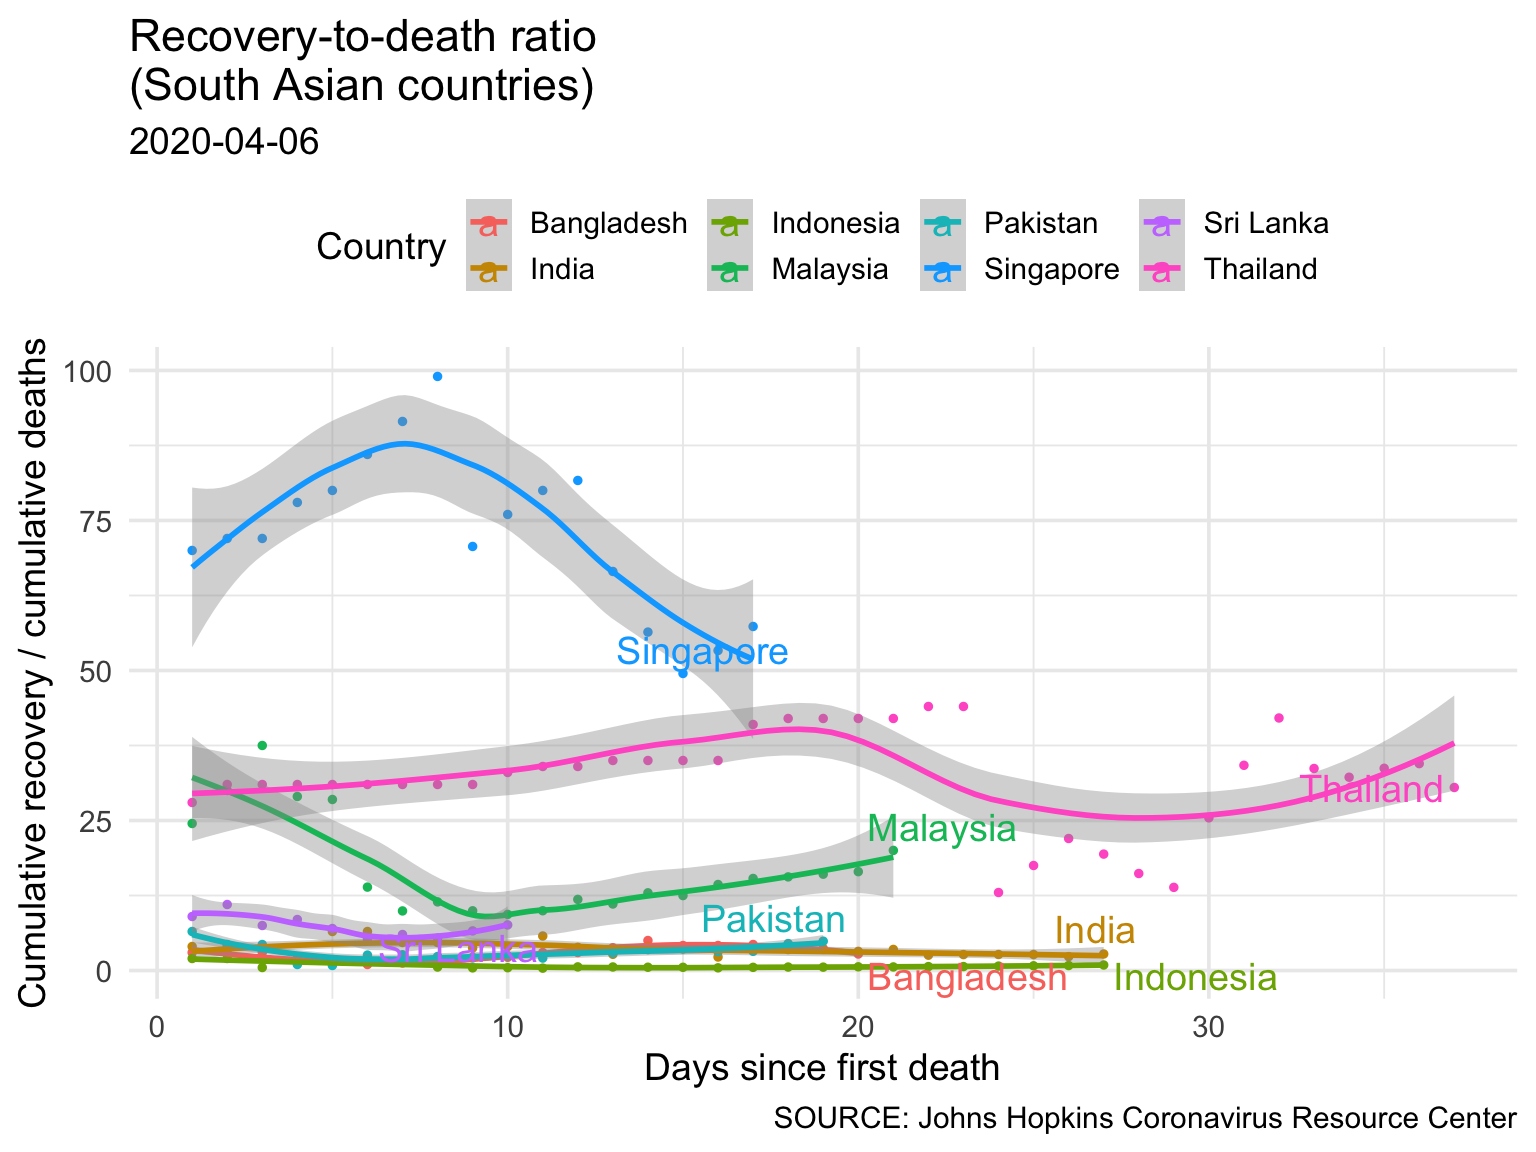 Recovery-to-death ratio
(South Asian countries)
2020-04-06
Country
a Bangladesh
a Indonesia
a Pakistan
a Sri Lanka
a India
a Malaysia
a Singapore
a Thailand
Cumulative recovery / cumulative deaths
100
75
50
25
0
Singapore
Thailand
Malaysia
Pakistan
India
Sri Lanka
Bangladesh
Indonesia
0
10
20
30
Days since first death
SOURCE: Johns Hopkins Coronavirus Resource Center